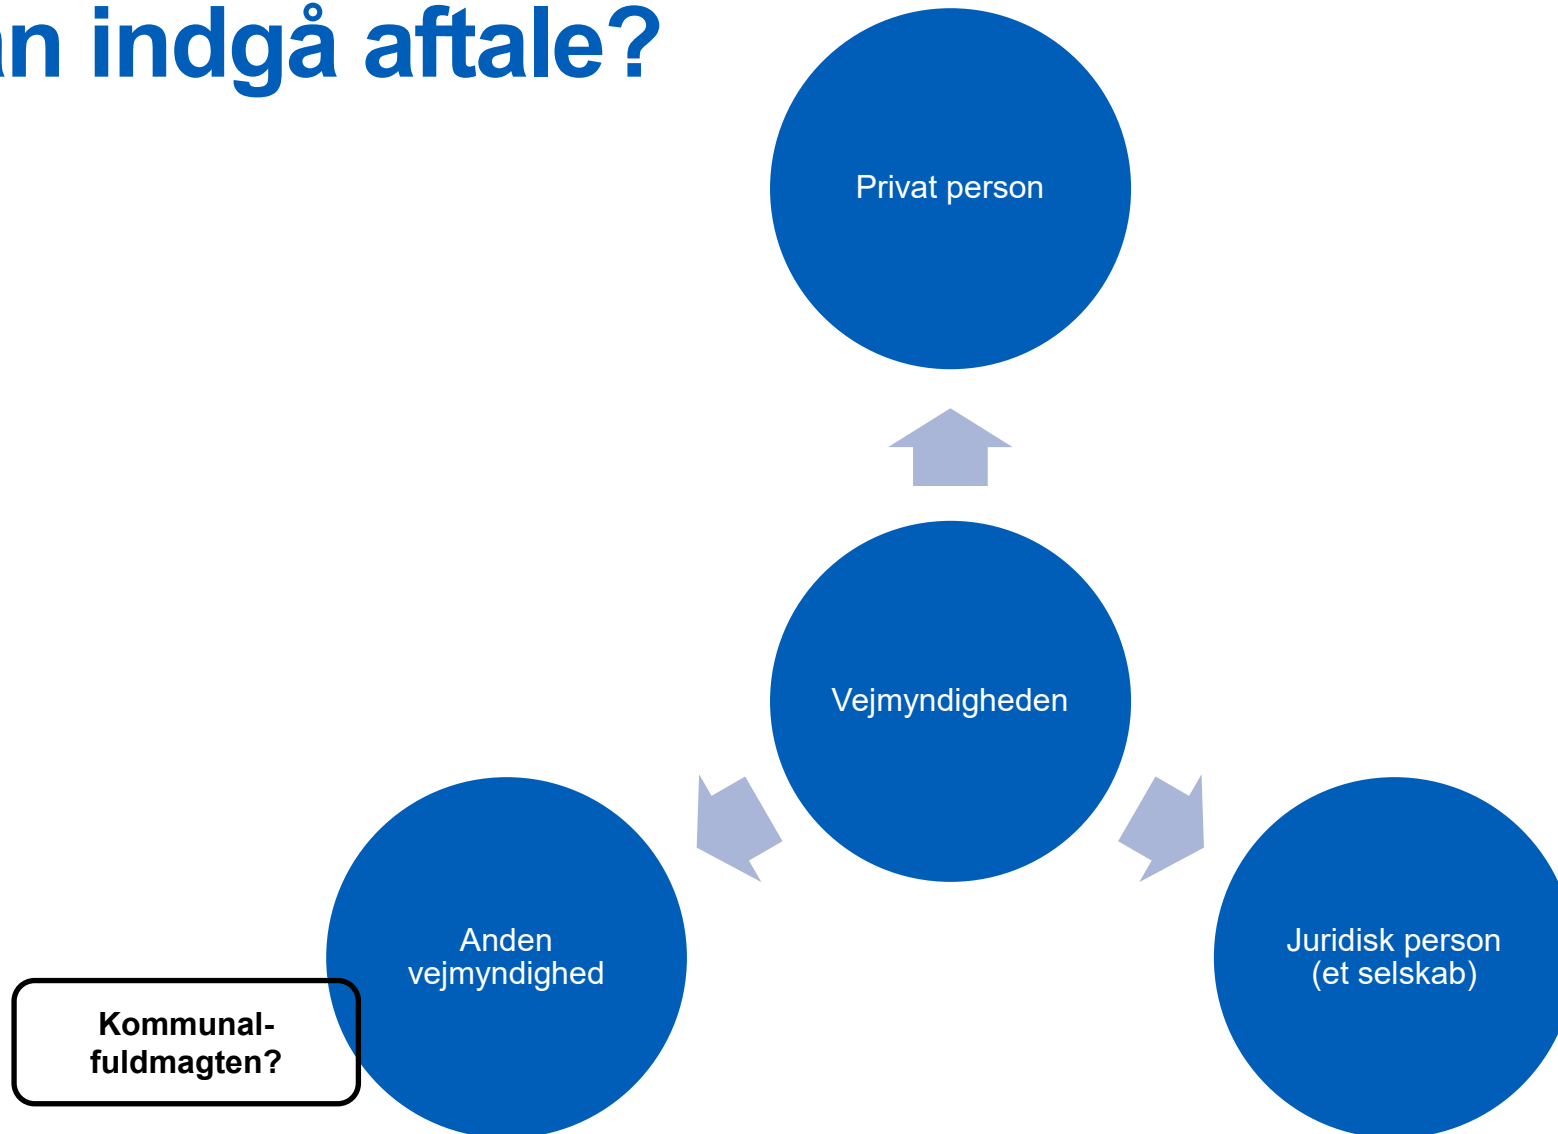 indgå aftale?
Privat person
Vejmyndigheden
Anden
vejmyndighed
Juridisk person
(et selskab)
Kommunal-
fuldmagten?